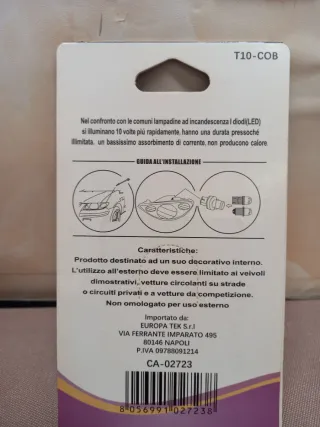 T10-COB
Nel confronto con le comuni lampadine ad incandescenza I diodi(LED)
si illuminano 10 volte piú rapidamente, hanno una durata pressoché
illimitata, un bassissimo assorbimento di corrente, non producono calore
GUIDA ALL'INSTALLAZIONE
Caratteristiche:
Prodotto destinato ad un suo decorativo interno.
L'utilizzo all'esterno deve essere limitato ai veivoli
dimostrativi, vetture circolanti su strade
o circuiti privati e a vetture da competizione.
Non omologato per uso esterno
Importato da:
EUROPA TEK S.r.l
VIA FERRANTE IMPARATO 495
80146 NAPOLI
P.IVA 09788091214
CA-02723
8 056991 027238